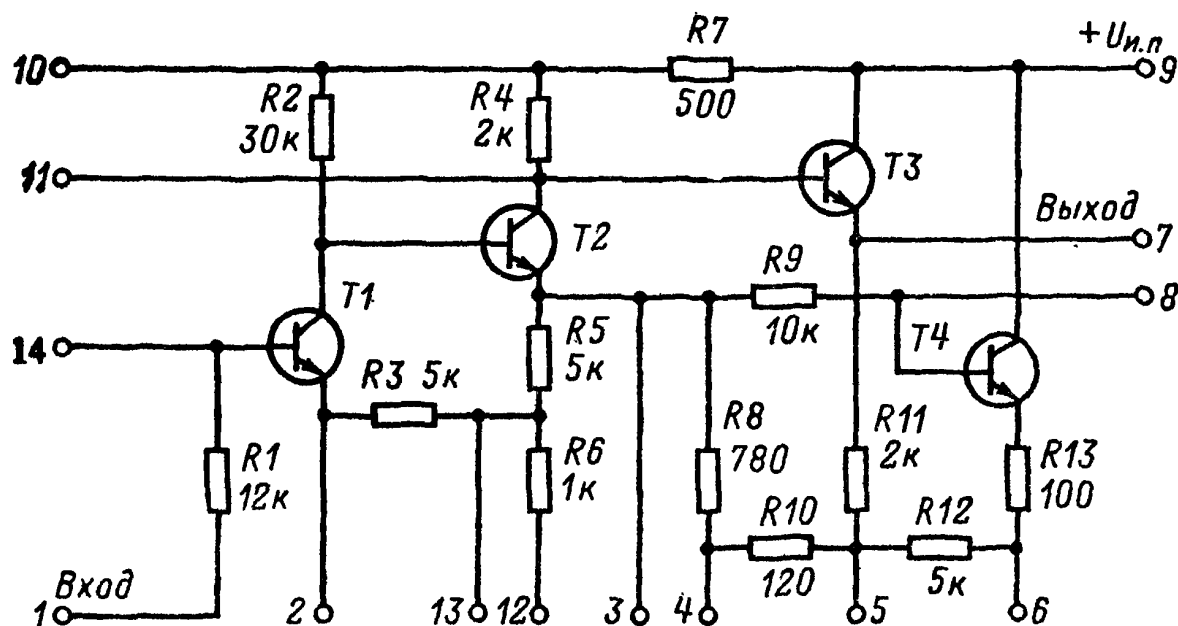 R7
+ Uи.п
10
9
R2
R4
500
30к
2к
11
T3
Выход
7
T2
R9
8
T1
10к
T4
14
R5
5к
R3 5к
R8
R11
R1
R6
780
2к
R13
12к
1к
R10
R12
100
120
5к
Вход
1
2
13
12
3
4
5
6